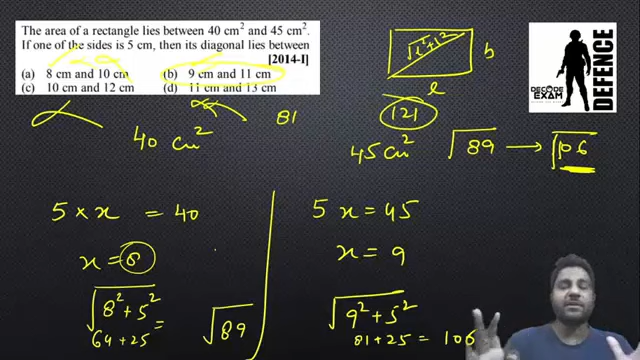 The area of a rectangle lies between 40 cm² and 45 cm².
If one of the sides is 5 cm, then its diagonal lies between
[2014-I]
(a) 8 cm and 10 cm (b) 9 cm and 11 cm
(c) 10 cm and 12 cm (d) 11 cm and 13 cm
√l²+b²
b
l
DECODE EXAM
DEFENCE
121
81
40 cm²
45 cm²
√89 → √106
5 × x = 40
x = 8
√8²+5²
64+25 =
√89
5x = 45
x = 9
√9²+5²
81+25 = 106